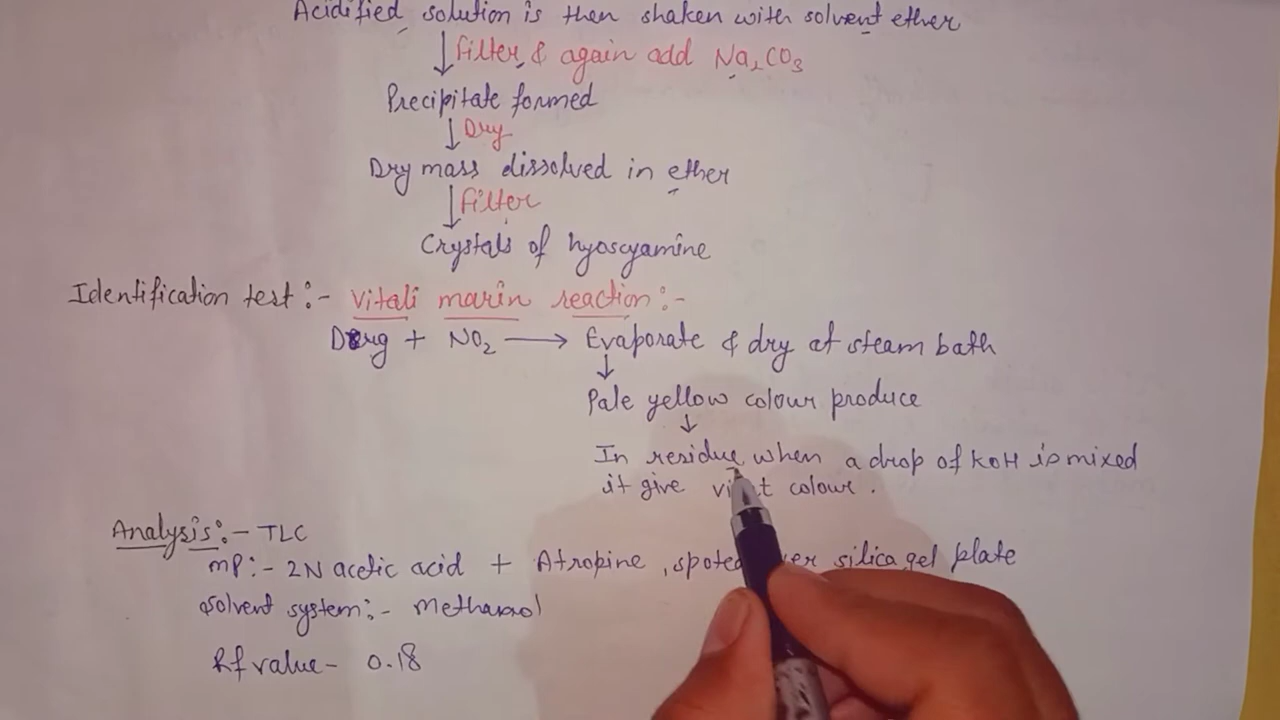 Acidified solution is then shaken with solvent ether
↓ Filter & again add Na₂CO₃
Precipitate formed
↓ Dry
Dry mass dissolved in ether
↓ Filter
Crystals of hyoscyamine
Identification test:- Vitali marin reaction:-
Drug + NO₂ → Evaporate & dry at steam bath
↓
Pale yellow colour produce
↓
In residue when a drop of KOH is mixed
it give colour.
Analysis:- TLC
mp:- 2N acetic acid + Atropine, silica gel plate
Solvent system:- Methanol
Rf value- 0.18